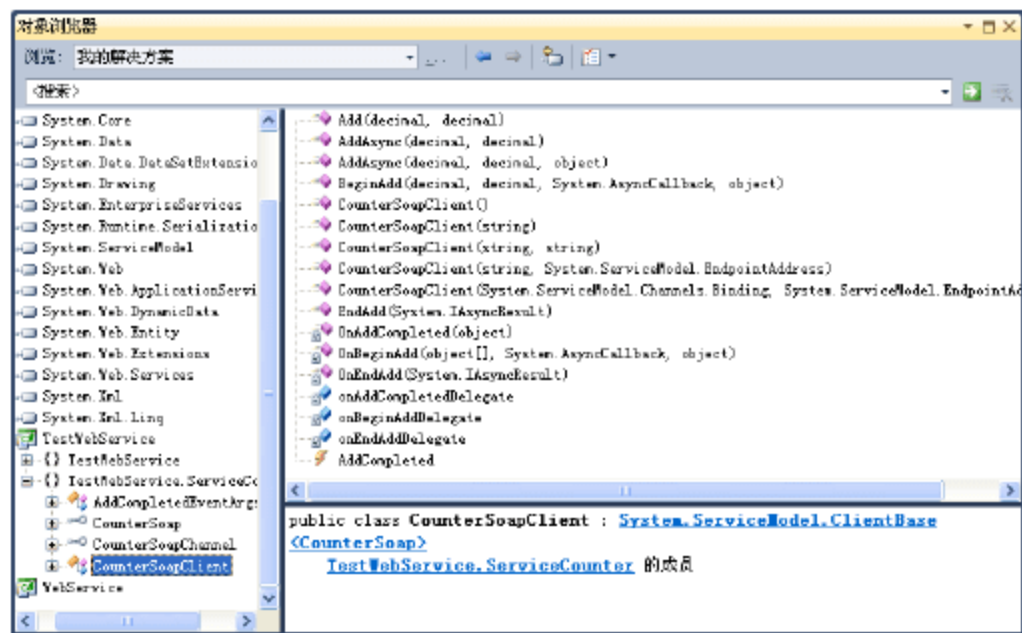 对象浏览器
浏览: 我的解决方案
<搜索>
System.Core
System.Data
System.Data.DataSetExtensio
System.Drawing
System.EnterpriseServices
System.Runtime.Serializatio
System.ServiceModel
System.Web
System.Web.ApplicationServi
System.Web.DynamicData
System.Web.Entity
System.Web.Extensions
System.Web.Services
System.Xml
System.Xml.Linq
TestWebService
{} TestWebService
{} TestWebService.ServiceCo
AddCompletedEventArg
CounterSoap
CounterSoapChannel
CounterSoapClient
WebService
Add(decimal, decimal)
AddAsync(decimal, decimal)
AddAsync(decimal, decimal, object)
BeginAdd(decimal, decimal, System.AsyncCallback, object)
CounterSoapClient()
CounterSoapClient(string)
CounterSoapClient(string, string)
CounterSoapClient(string, System.ServiceModel.EndpointAddress)
CounterSoapClient(System.ServiceModel.Channels.Binding, System.ServiceModel.EndpointAd
EndAdd(System.IAsyncResult)
OnAddCompleted(object)
OnBeginAdd(object[], System.AsyncCallback, object)
OnEndAdd(System.IAsyncResult)
onAddCompletedDelegate
onBeginAddDelegate
onEndAddDelegate
AddCompleted
public class CounterSoapClient : System.ServiceModel.ClientBase
<CounterSoap>
TestWebService.ServiceCounter 的成员